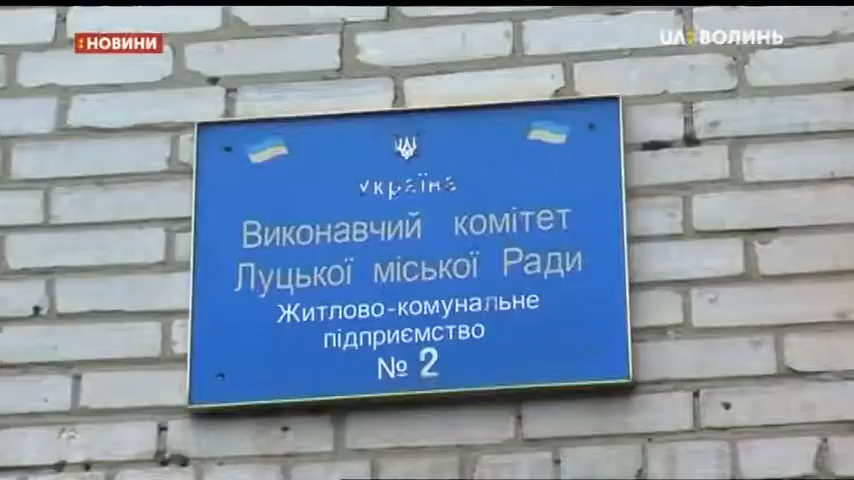 :НОВИНИ
UA:ВОЛИНЬ
Україна
Виконавчий комітет
Луцької міської Ради
Житлово-комунальне
підприємство
№ 2